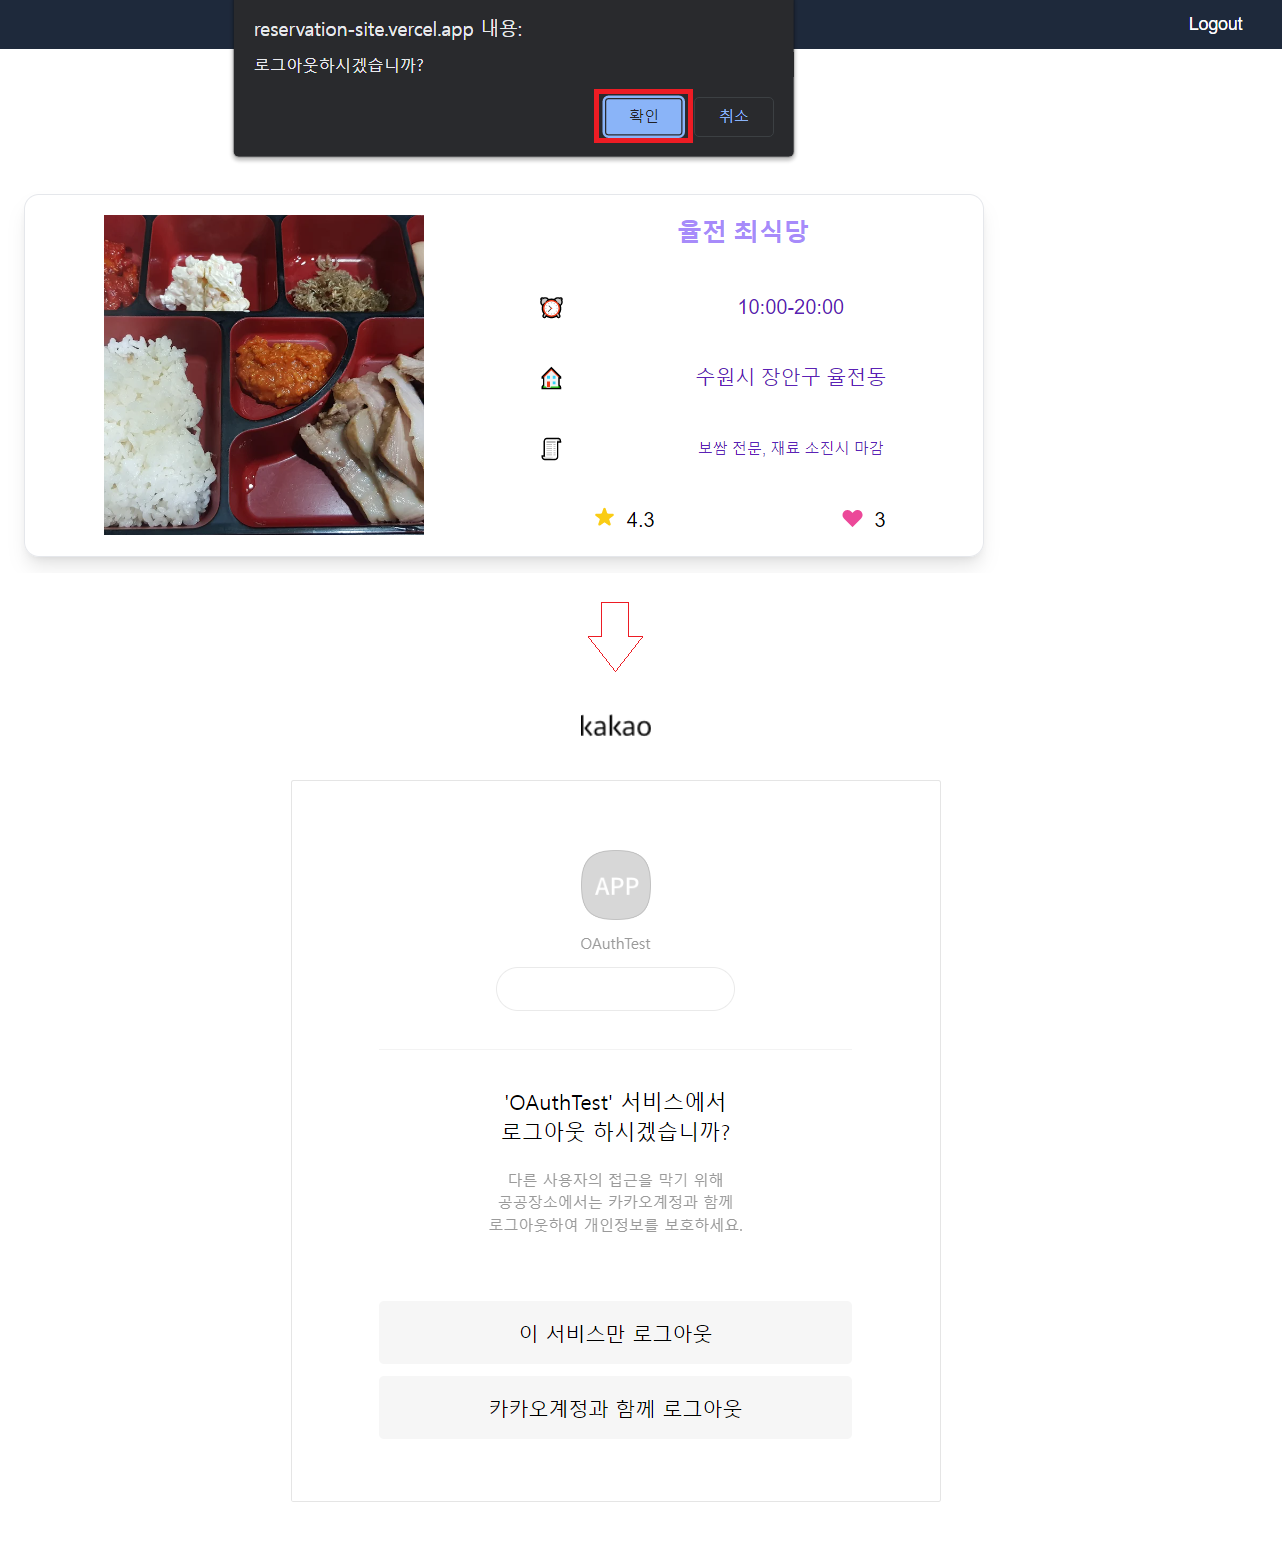 Logout
reservation-site.vercel.app 내용:
로그아웃하시겠습니까?
확인
취소
율전 최식당
10:00-20:00
수원시 장안구 율전동
보쌈 전문, 재료 소진시 마감
4.3
3
kakao
APP
OAuthTest
'OAuthTest' 서비스에서
로그아웃 하시겠습니까?
다른 사용자의 접근을 막기 위해
공공장소에서는 카카오계정과 함께
로그아웃하여 개인정보를 보호하세요.
이 서비스만 로그아웃
카카오계정과 함께 로그아웃